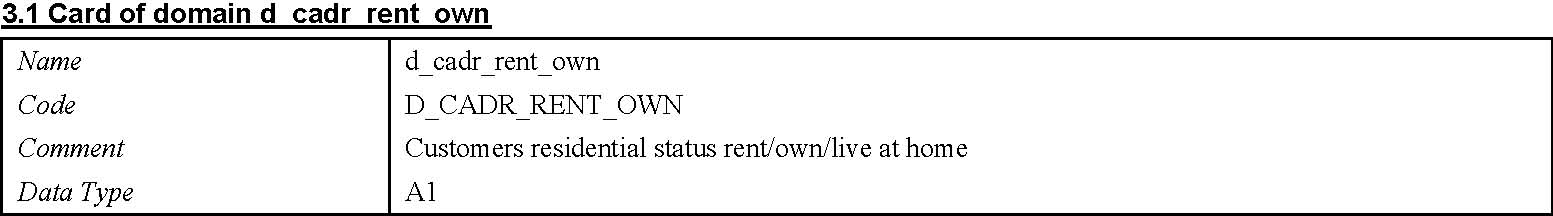 3.1 Card of domain d_cadr_rent_own
Name d_cadr_rent_own
Code D_CADR_RENT_OWN
Comment Customers residential status rent/own/live at home
Data Type A1